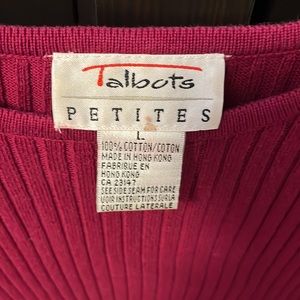 Talbots
PETITES
L
100% COTTON/COTON
MADE IN HONG KONG
FABRIQUE EN
HONG KONG
CA 23147
SEE SIDE SEAM FOR CARE
VOIR INSTRUCTIONS SUR LA
COUTURE LATERALE